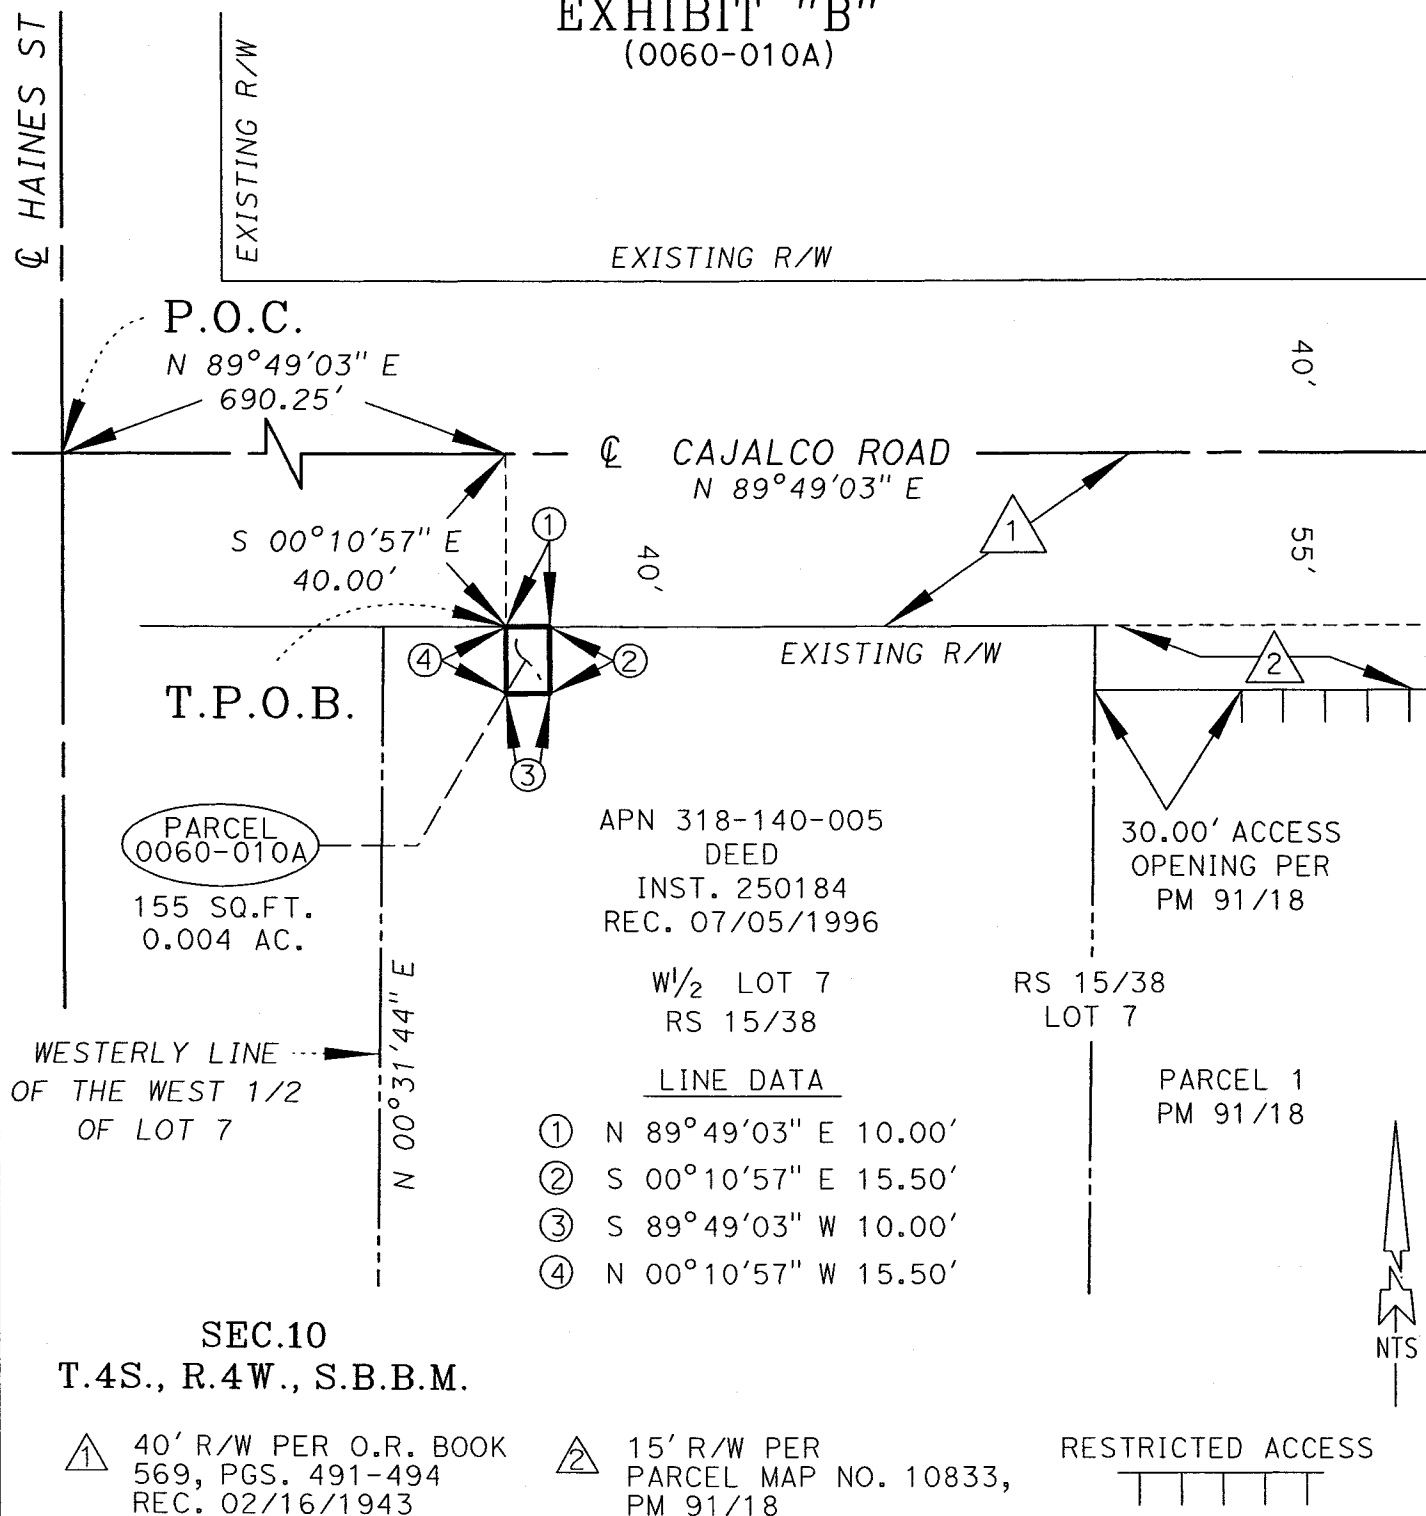 EXHIBIT "B"
(0060-010A)
℄ HAINES ST
EXISTING R/W
EXISTING R/W
P.O.C.
N 89°49'03" E
690.25'
40'
℄ CAJALCO ROAD
N 89°49'03" E
1
S 00°10'57" E
40.00'
1
40'
55'
4
2
EXISTING R/W
2
T.P.O.B.
3
PARCEL
0060-010A
155 SQ.FT.
0.004 AC.
APN 318-140-005
DEED
INST. 250184
REC. 07/05/1996
30.00' ACCESS
OPENING PER
PM 91/18
W1/2 LOT 7
RS 15/38
RS 15/38
LOT 7
N 00°31'44" E
WESTERLY LINE
OF THE WEST 1/2
OF LOT 7
PARCEL 1
PM 91/18
LINE DATA
1 N 89°49'03" E 10.00'
2 S 00°10'57" E 15.50'
3 S 89°49'03" W 10.00'
4 N 00°10'57" W 15.50'
N
NTS
SEC.10
T.4S., R.4W., S.B.B.M.
1 40' R/W PER O.R. BOOK
569, PGS. 491-494
REC. 02/16/1943
2 15' R/W PER
PARCEL MAP NO. 10833,
PM 91/18
RESTRICTED ACCESS